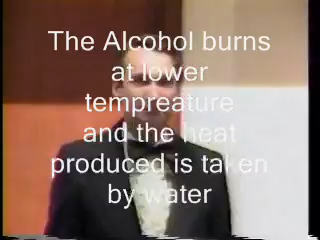 The Alcohol burns
at lower
tempreature
and the heat
produced is taken
by water